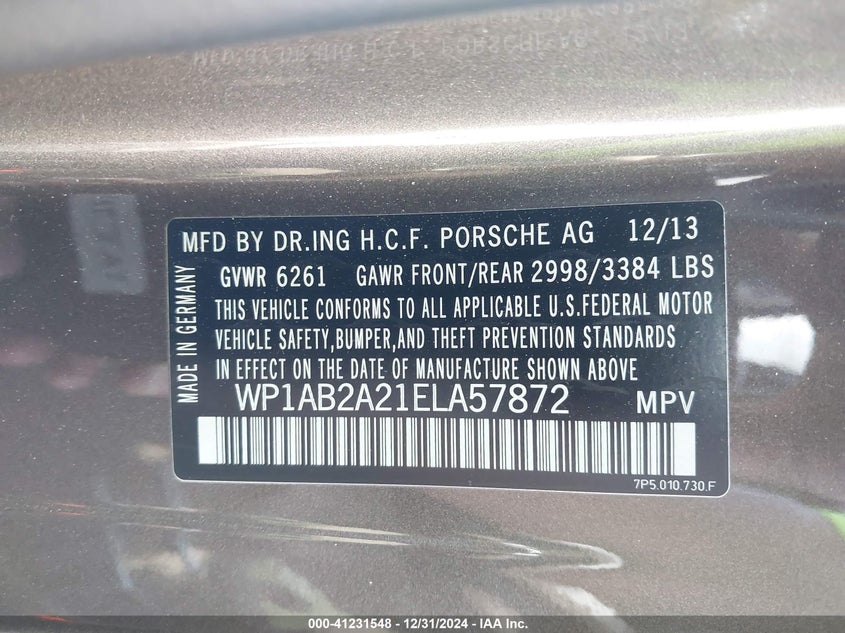 MFD BY DR.ING H.C.F. PORSCHE AG 12/13
GVWR 6261 GAWR FRONT/REAR 2998/3384 LBS
THIS VEHICLE CONFORMS TO ALL APPLICABLE U.S.FEDERAL MOTOR
VEHICLE SAFETY,BUMPER,AND THEFT PREVENTION STANDARDS
IN EFFECT ON THE DATE OF MANUFACTURE SHOWN ABOVE
MADE IN GERMANY
WP1AB2A21ELA57872 MPV
7P5.010.730.F
000-41231548 - 12/31/2024 - IAA Inc.